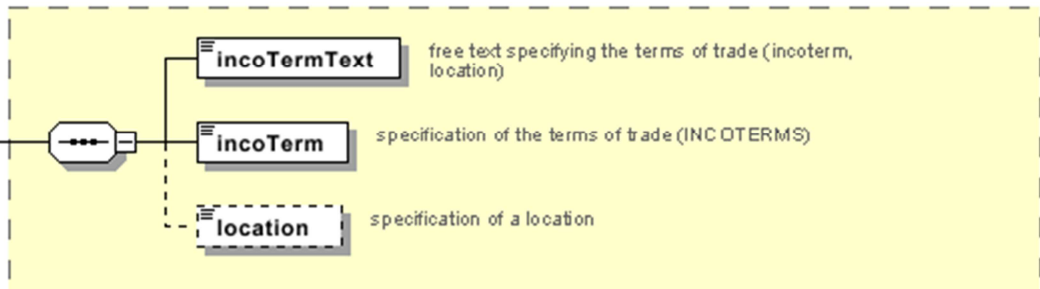 incoTermText
free text specifying the terms of trade (incoterm,
location)
incoTerm
specification of the terms of trade (INCOTERMS)
location
specification of a location